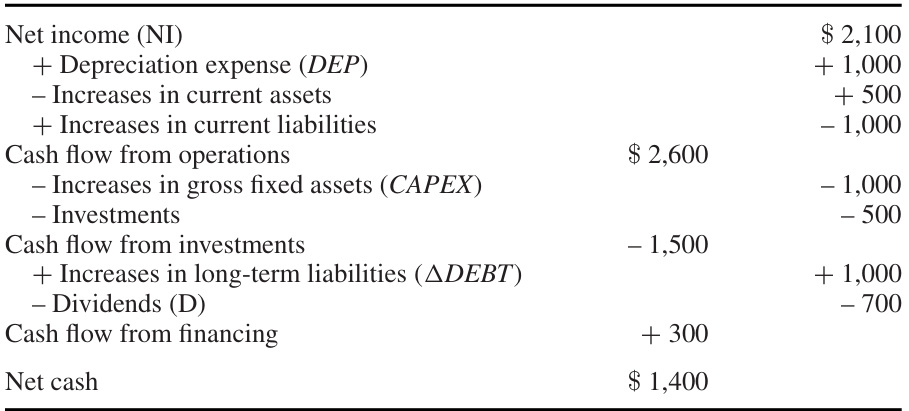 Net income (NI) $ 2,100
+ Depreciation expense (DEP) + 1,000
– Increases in current assets + 500
+ Increases in current liabilities – 1,000
Cash flow from operations $ 2,600
– Increases in gross fixed assets (CAPEX) – 1,000
– Investments – 500
Cash flow from investments – 1,500
+ Increases in long-term liabilities (△DEBT) + 1,000
– Dividends (D) – 700
Cash flow from financing + 300
Net cash $ 1,400